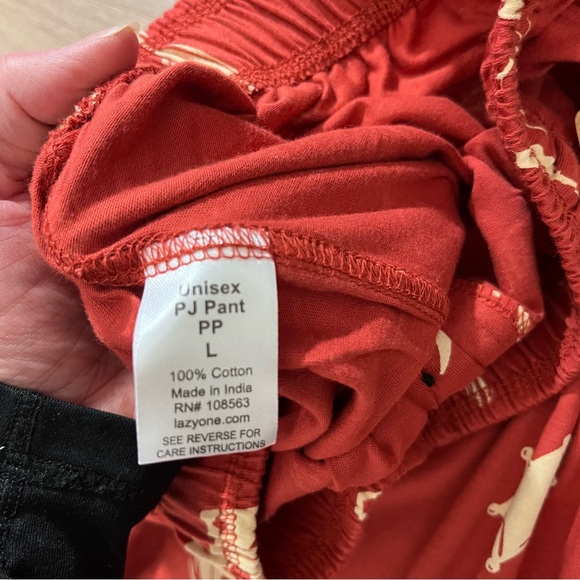 Unisex
PJ Pant
PP
L
100% Cotton
Made in India
RN# 108563
lazyone.com
SEE REVERSE FOR
CARE INSTRUCTIONS